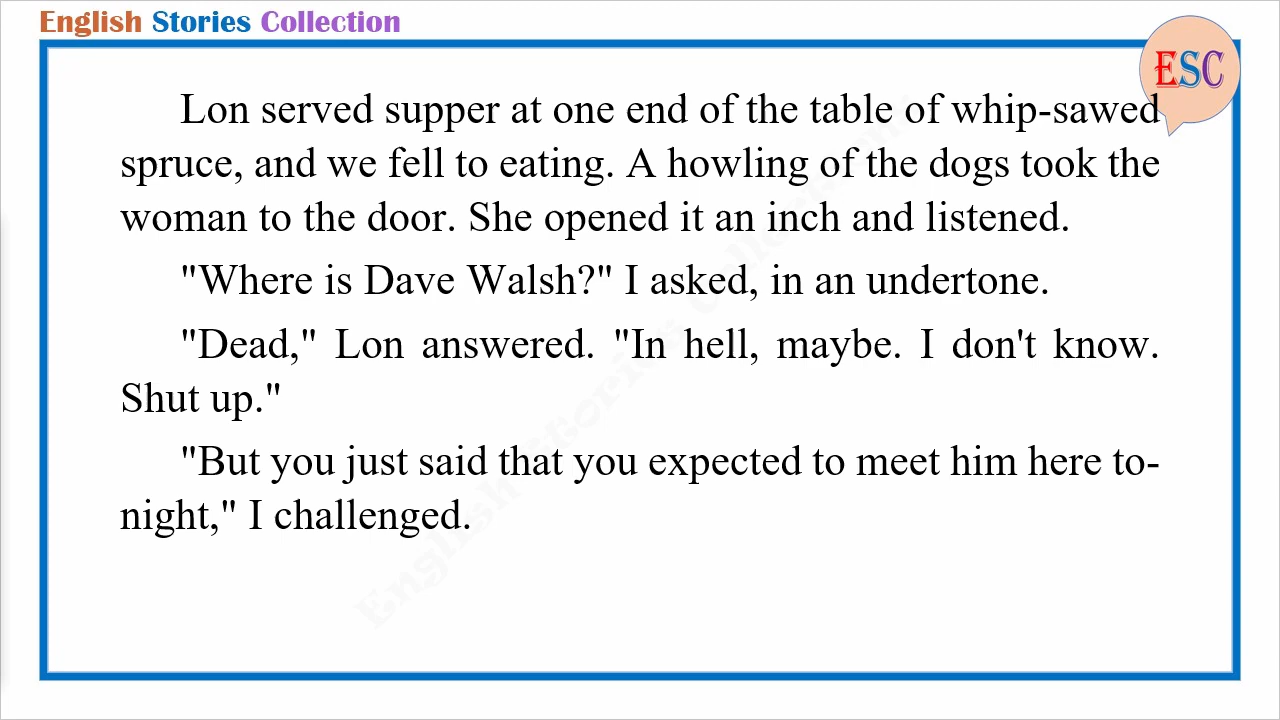 English Stories Collection
ESC
Lon served supper at one end of the table of whip-sawed
spruce, and we fell to eating. A howling of the dogs took the
woman to the door. She opened it an inch and listened.
"Where is Dave Walsh?" I asked, in an undertone.
"Dead," Lon answered. "In hell, maybe. I don't know.
Shut up."
"But you just said that you expected to meet him here to-
night," I challenged.
English Stories Collection